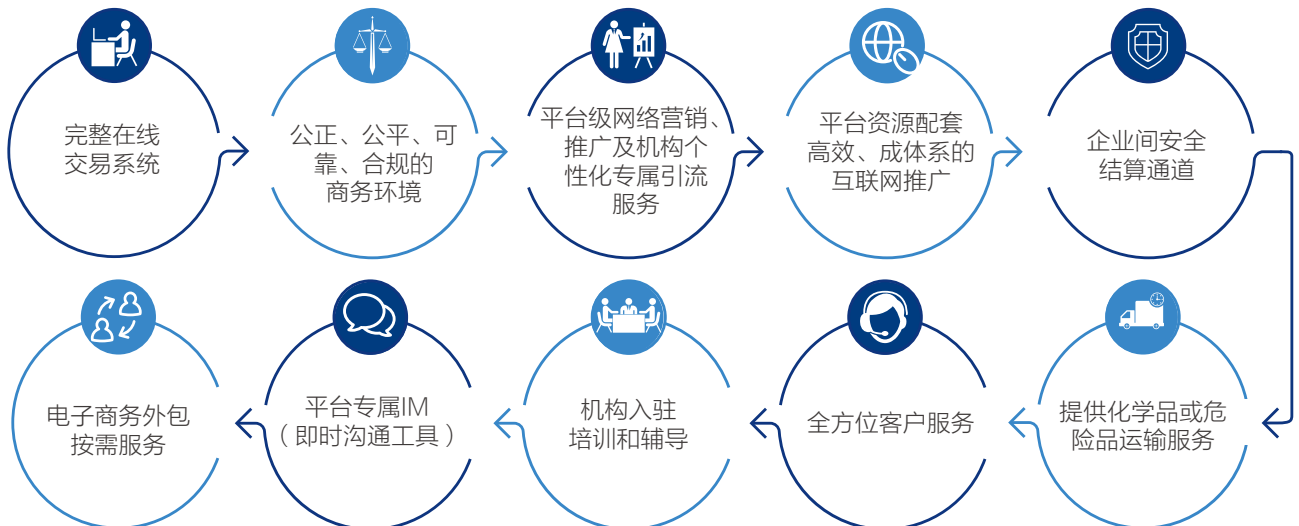 完整在线
交易系统
公正、公平、可
靠、合规的
商务环境
平台级网络营销、
推广及机构个
性化专属引流
服务
平台资源配套
高效、成体系的
互联网推广
企业间安全
结算通道
提供化学品或危
险品运输服务
全方位客户服务
机构入驻
培训和辅导
平台专属IM
（即时沟通工具）
电子商务外包
按需服务